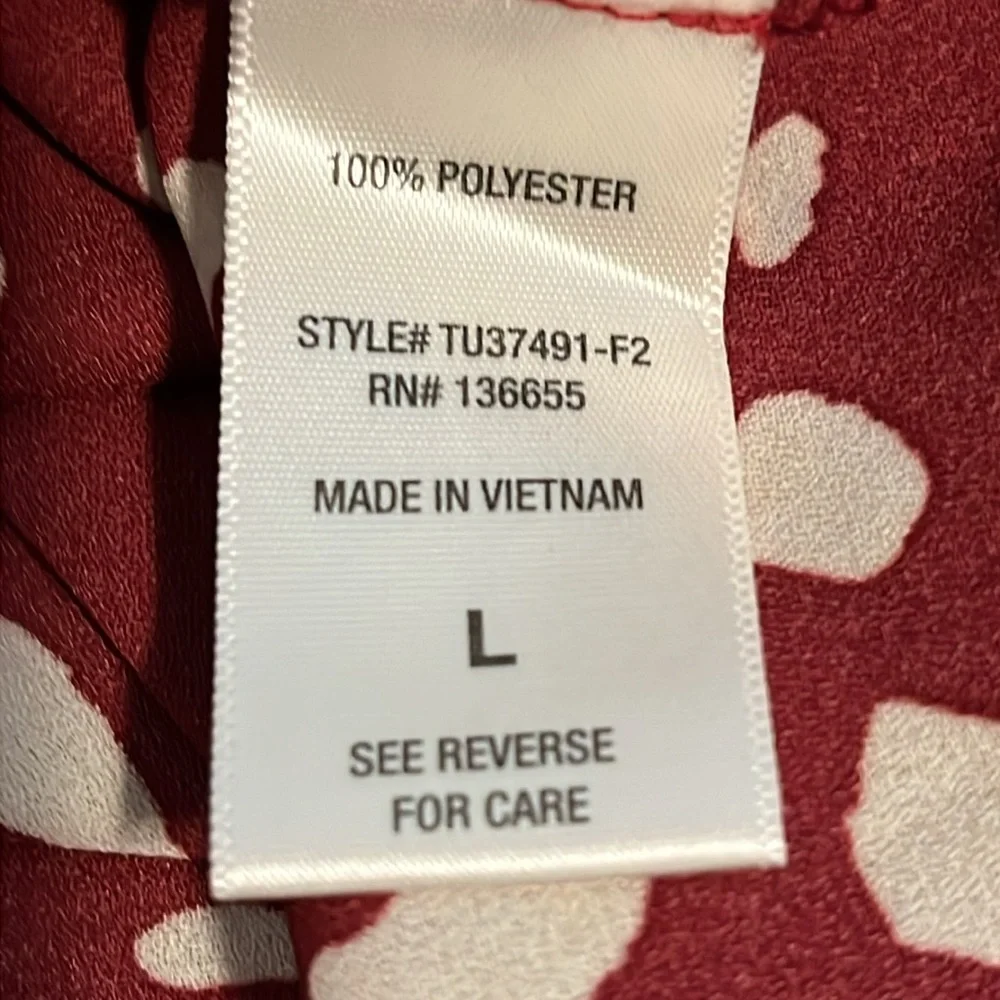 100% POLYESTER
STYLE# TU37491-F2
RN# 136655
MADE IN VIETNAM
L
SEE REVERSE
FOR CARE